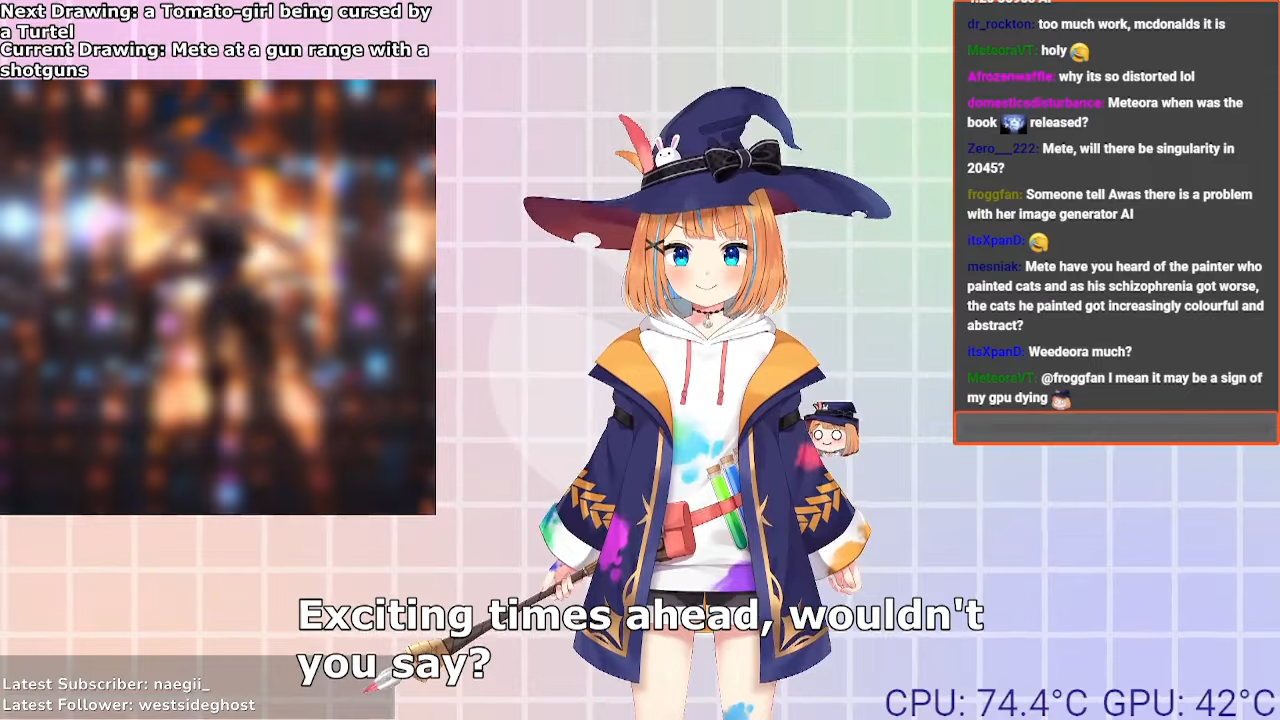 Next Drawing: a Tomato-girl being cursed by
a Turtel
Current Drawing: Mete at a gun range with a
shotguns
dr_rockton: too much work, mcdonalds it is
MeteoraVT: holy
Afrozenwaffle: why its so distorted lol
domesticdisturbance: Meteora when was the
book released?
Zero___222: Mete, will there be singularity in
2045?
froggfan: Someone tell Awas there is a problem
with her image generator AI
itsXpanD:
mesniak: Mete have you heard of the painter who
painted cats and as his schizophrenia got worse,
the cats he painted got increasingly colourful and
abstract?
itsXpanD: Weedeora much?
MeteoraVT: @froggfan I mean it may be a sign of
my gpu dying
Exciting times ahead, wouldn't
you say?
Latest Subscriber: naegii_
Latest Follower: westsideghost
CPU: 74.4°C GPU: 42°C